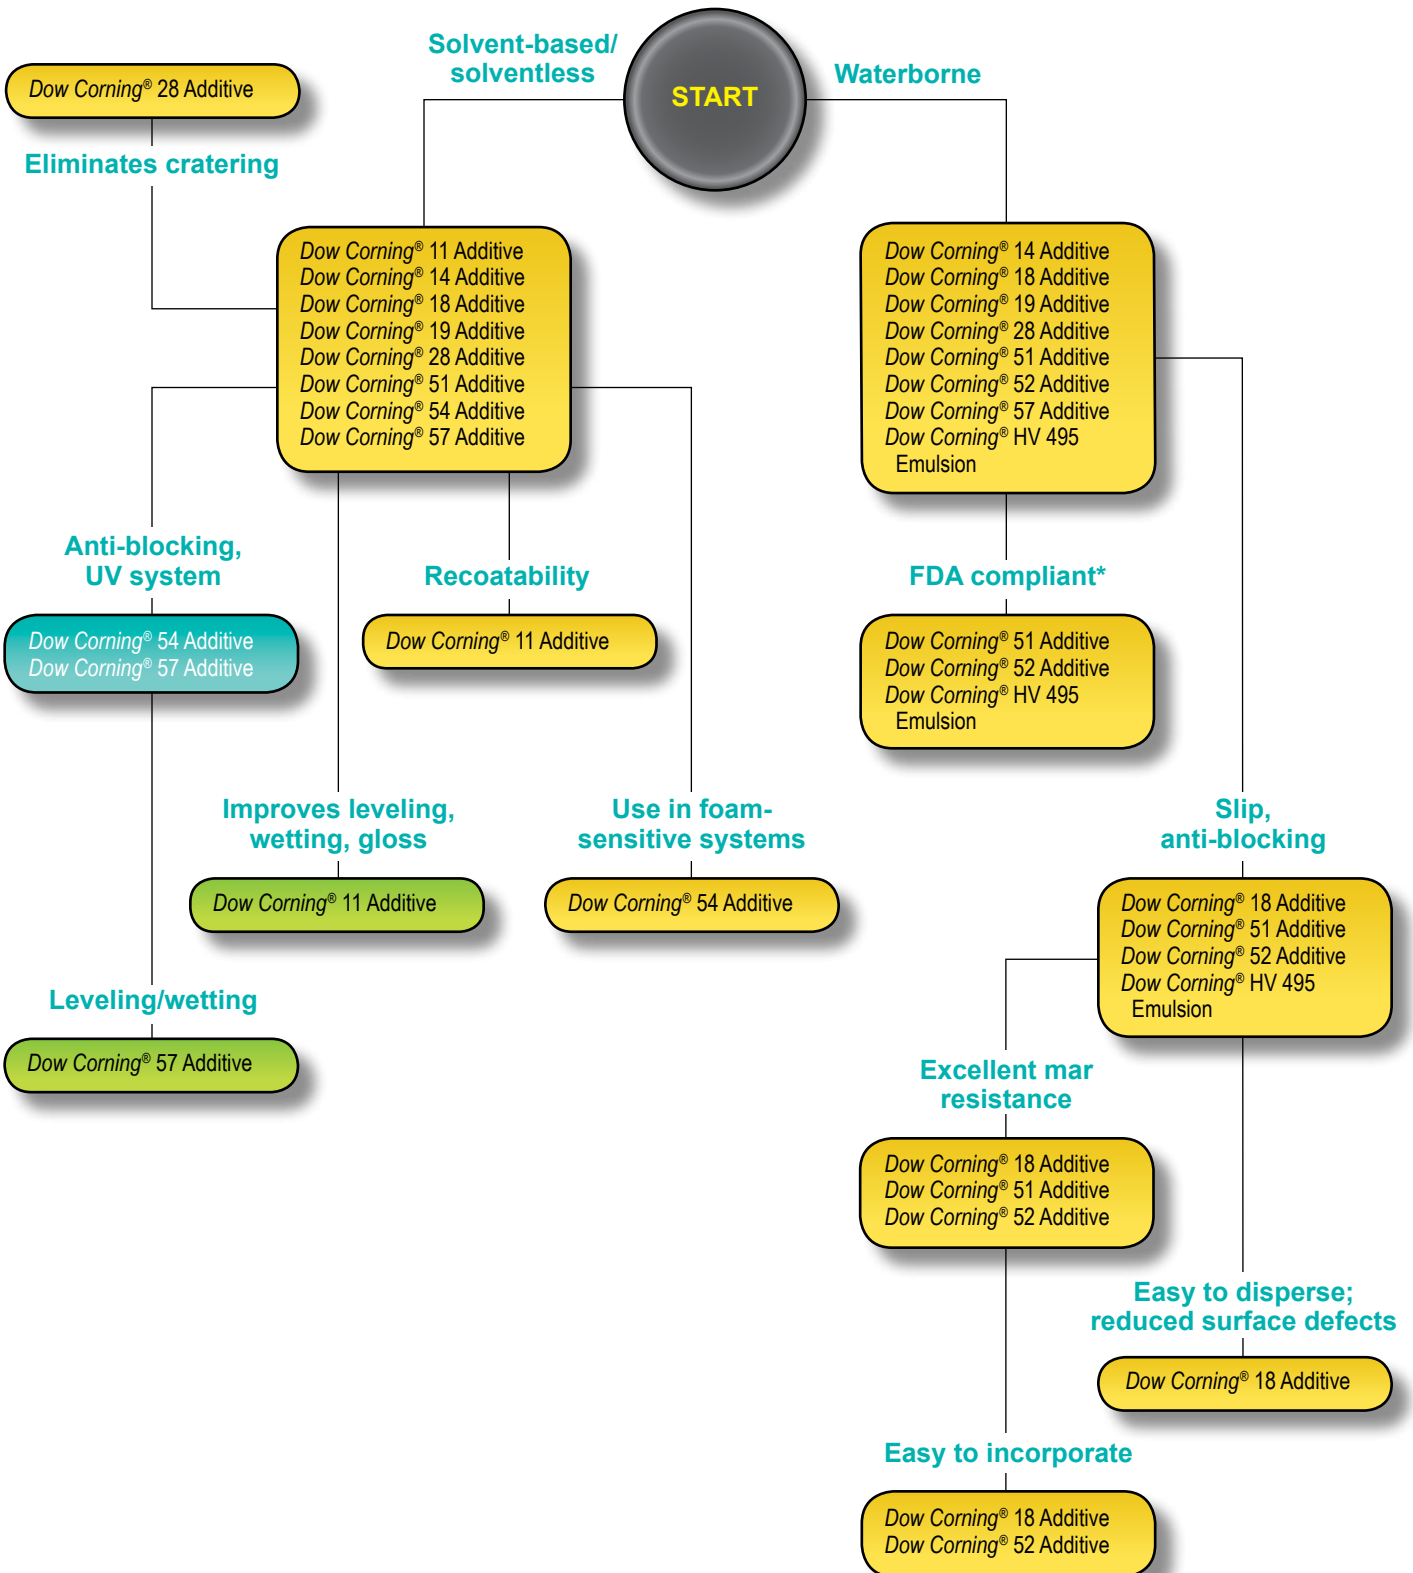 Solvent-based/
solventless
START
Waterborne
Dow Corning® 28 Additive
Eliminates cratering
Dow Corning® 11 Additive
Dow Corning® 14 Additive
Dow Corning® 18 Additive
Dow Corning® 19 Additive
Dow Corning® 28 Additive
Dow Corning® 51 Additive
Dow Corning® 54 Additive
Dow Corning® 57 Additive
Dow Corning® 14 Additive
Dow Corning® 18 Additive
Dow Corning® 19 Additive
Dow Corning® 28 Additive
Dow Corning® 51 Additive
Dow Corning® 52 Additive
Dow Corning® 57 Additive
Dow Corning® HV 495
Emulsion
Anti-blocking,
UV system
Dow Corning® 54 Additive
Dow Corning® 57 Additive
Recoatability
Dow Corning® 11 Additive
FDA compliant*
Dow Corning® 51 Additive
Dow Corning® 52 Additive
Dow Corning® HV 495
Emulsion
Improves leveling,
wetting, gloss
Dow Corning® 11 Additive
Use in foam-
sensitive systems
Dow Corning® 54 Additive
Slip,
anti-blocking
Dow Corning® 18 Additive
Dow Corning® 51 Additive
Dow Corning® 52 Additive
Dow Corning® HV 495
Emulsion
Leveling/wetting
Dow Corning® 57 Additive
Excellent mar
resistance
Dow Corning® 18 Additive
Dow Corning® 51 Additive
Dow Corning® 52 Additive
Easy to disperse;
reduced surface defects
Dow Corning® 18 Additive
Easy to incorporate
Dow Corning® 18 Additive
Dow Corning® 52 Additive